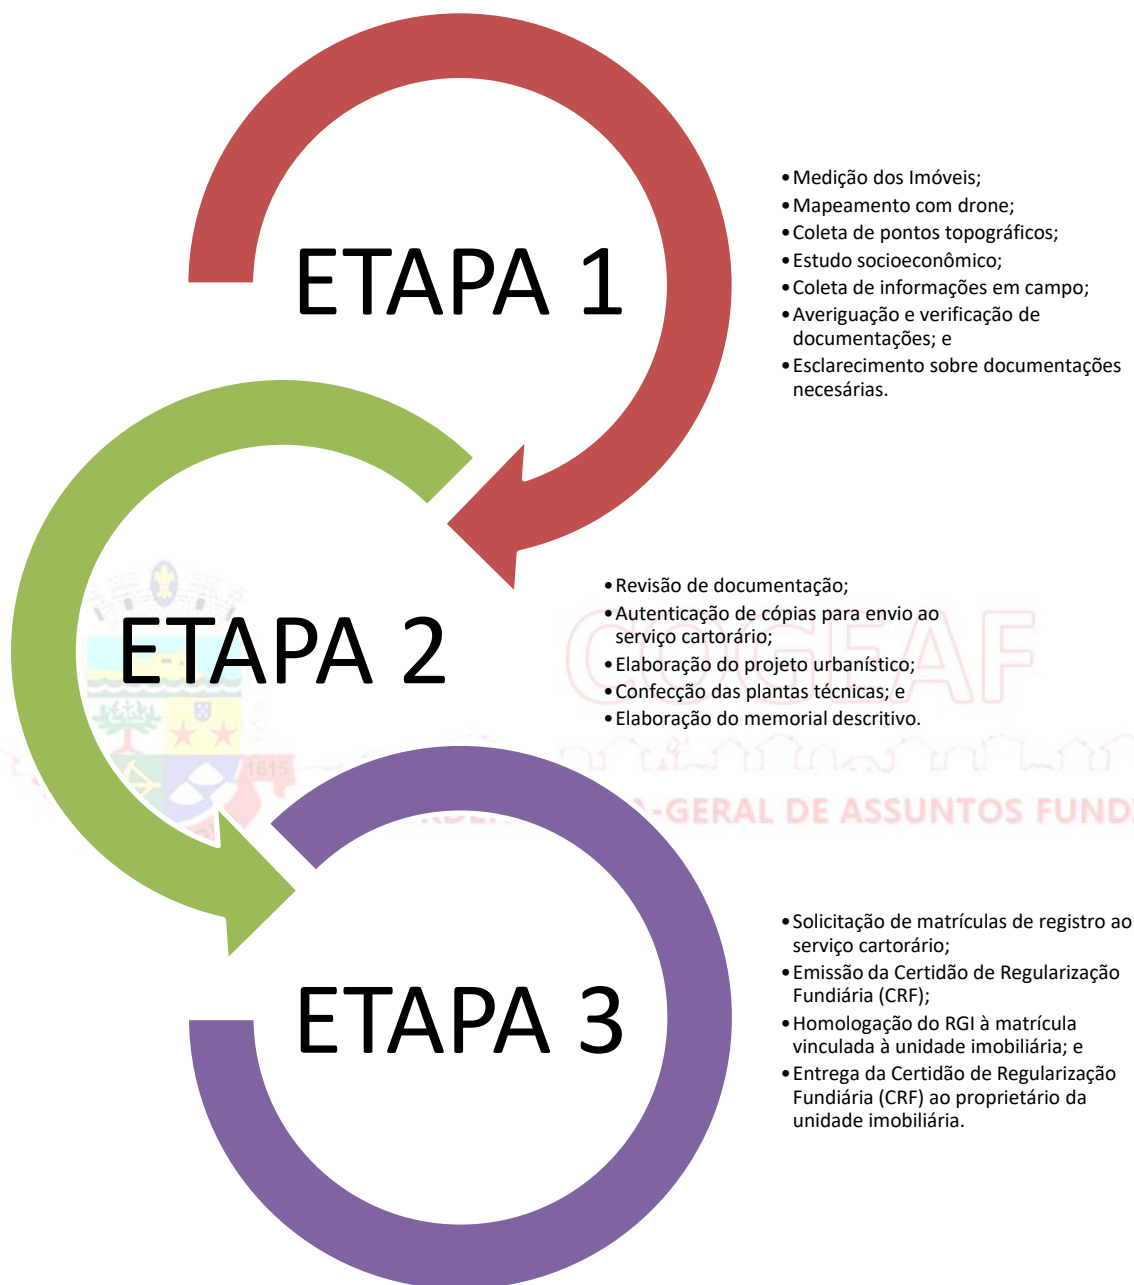 ETAPA 1
•Medição dos Imóveis;
•Mapeamento com drone;
•Coleta de pontos topográficos;
•Estudo socioeconômico;
•Coleta de informações em campo;
•Averiguação e verificação de
documentações; e
•Esclarecimento sobre documentações
necesárias.
ETAPA 2
•Revisão de documentação;
•Autenticação de cópias para envio ao
serviço cartorário;
•Elaboração do projeto urbanístico;
•Confecção das plantas técnicas; e
•Elaboração do memorial descritivo.
COGEAF
1615
-GERAL DE ASSUNTOS FUND
ETAPA 3
•Solicitação de matrículas de registro ao
serviço cartorário;
•Emissão da Certidão de Regularização
Fundiária (CRF);
•Homologação do RGI à matrícula
vinculada à unidade imobiliária; e
•Entrega da Certidão de Regularização
Fundiária (CRF) ao proprietário da
unidade imobiliária.